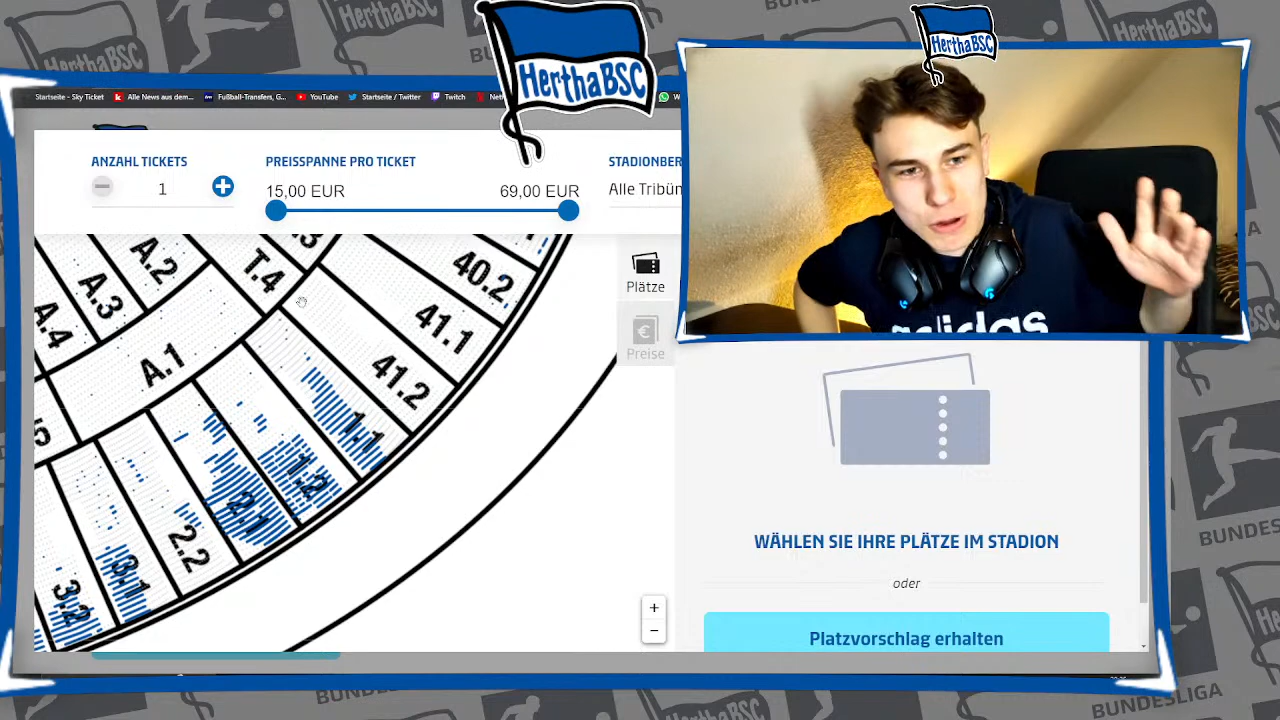 HerthaBSC
HerthaBSC
BUNDESLIGA
Startseite - Sky Ticket
Alle News aus dem...
Fußball-Transfers, G...
YouTube
Startseite / Twitter
Twitch
ANZAHL TICKETS
1
PREISSPANNE PRO TICKET
15,00 EUR
69,00 EUR
STADIONBER
Alle Tribün
A.4
A.3
A.2
T.4
40.2
41.1
41.2
A.1
1.1
1.2
2.1
2.2
3.1
3.2
Plätze
Preise
adidas
WÄHLEN SIE IHRE PLÄTZE IM STADION
oder
Platzvorschlag erhalten
+
−
BUNDESLIGA
BUNDESLIGA